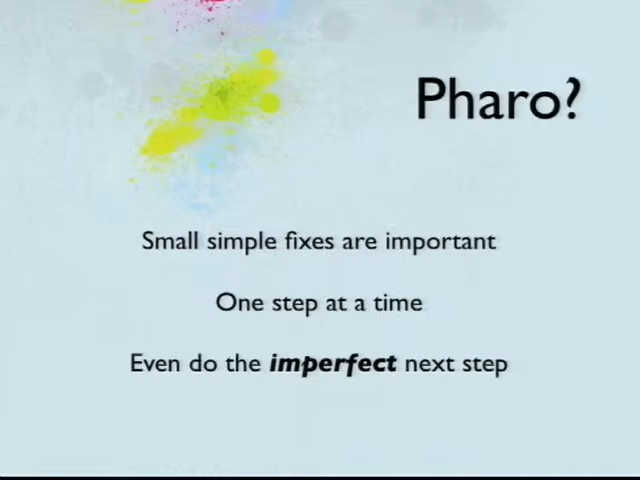 Pharo?
Small simple fixes are important
One step at a time
Even do the imperfect next step